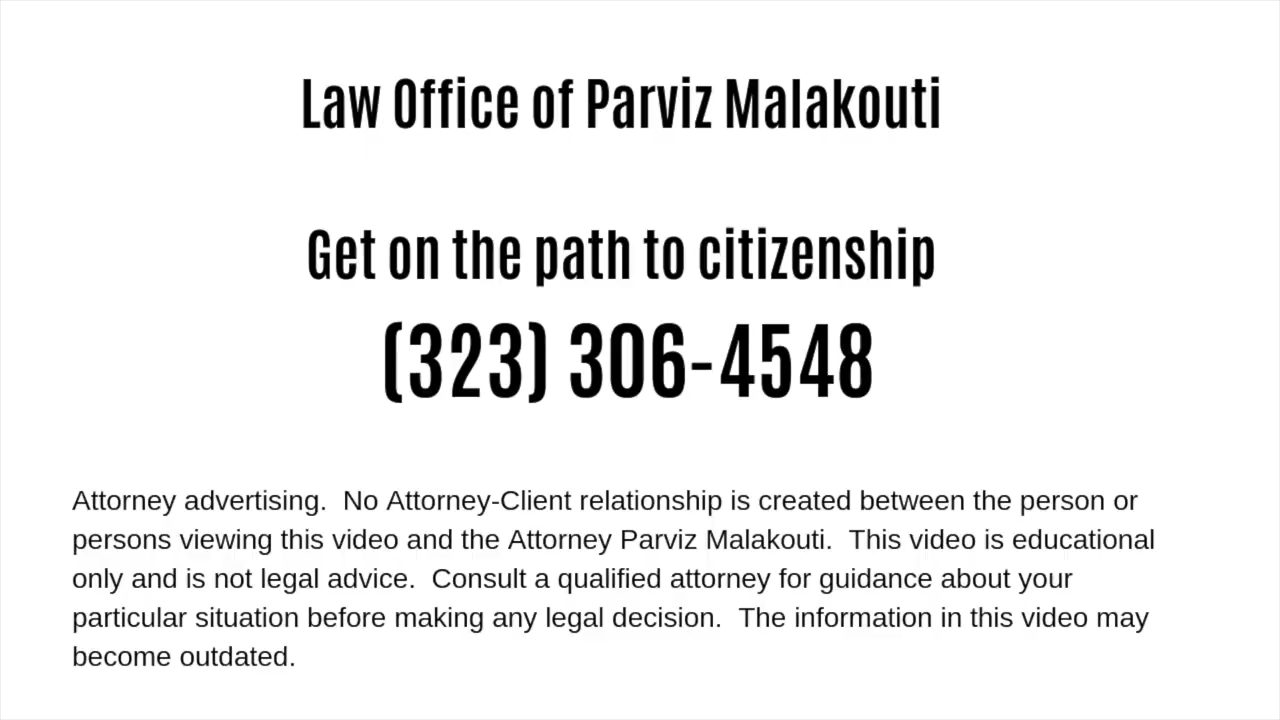 Law Office of Parviz Malakouti
Get on the path to citizenship
(323) 306-4548
Attorney advertising.  No Attorney-Client relationship is created between the person or
persons viewing this video and the Attorney Parviz Malakouti.  This video is educational
only and is not legal advice.  Consult a qualified attorney for guidance about your
particular situation before making any legal decision.  The information in this video may
become outdated.